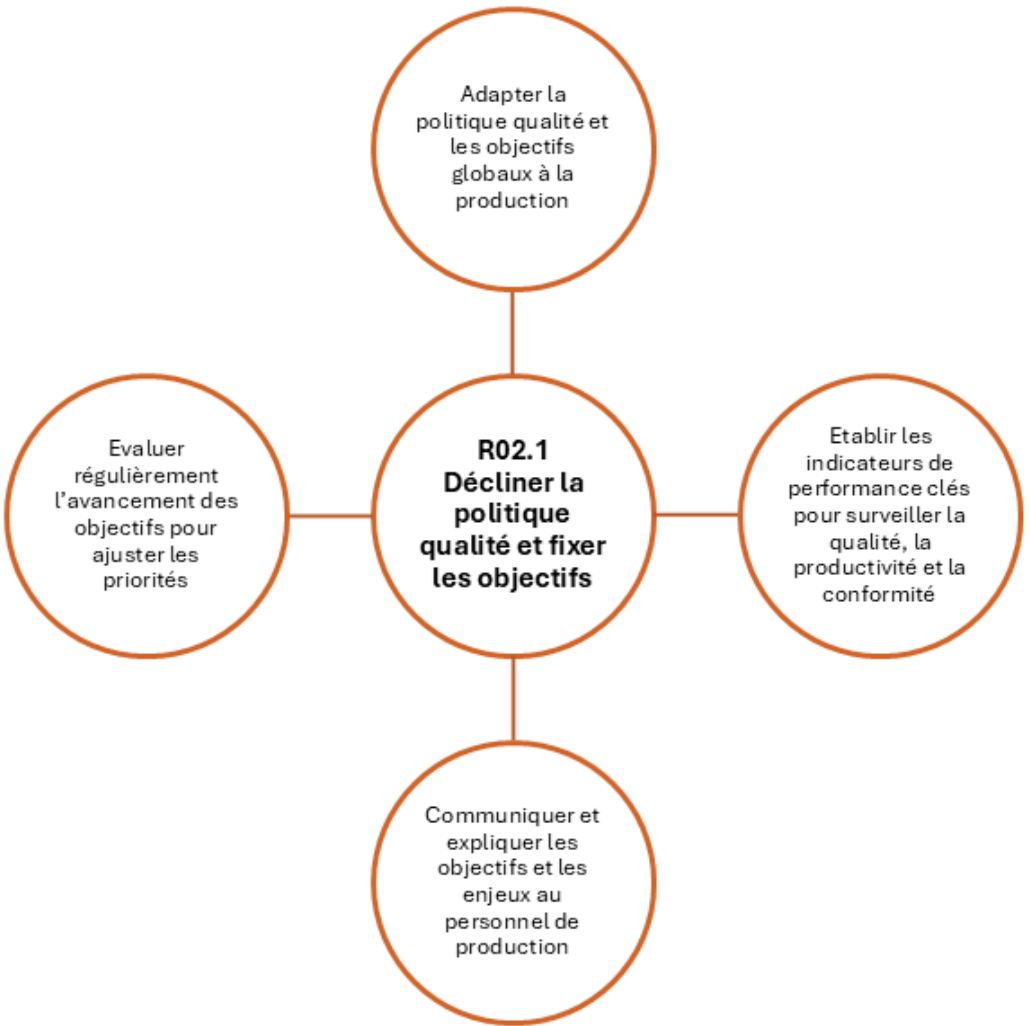 Adapter la
politique qualité et
les objectifs
globaux à la
production
Evaluer
régulièrement
l'avancement des
objectifs pour
ajuster les
priorités
R02.1
Décliner la
politique
qualité et fixer
les objectifs
Etablir les
indicateurs de
performance clés
pour surveiller la
qualité, la
productivité et la
conformité
Communiquer et
expliquer les
objectifs et les
enjeux au
personnel de
production